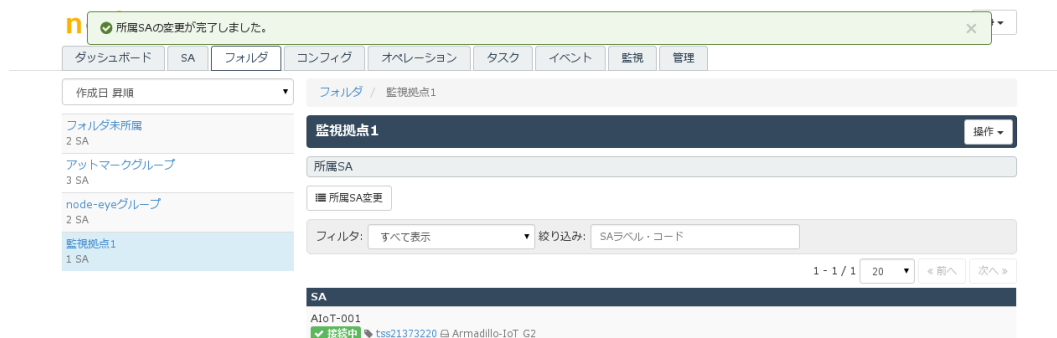 所属SAの変更が完了しました。
ダッシュボード SA フォルダ コンフィグ オペレーション タスク イベント 監視 管理
作成日 昇順
フォルダ / 監視拠点1
フォルダ未所属
2 SA
アットマークグループ
3 SA
node-eyeグループ
2 SA
監視拠点1
1 SA
監視拠点1
操作
所属SA
所属SA変更
フィルタ: すべて表示 絞り込み: SAラベル・コード
1 - 1 / 1 20 «前へ 次へ»
SA
AIoT-001
接続中 tss21373220 Armadillo-IoT G2